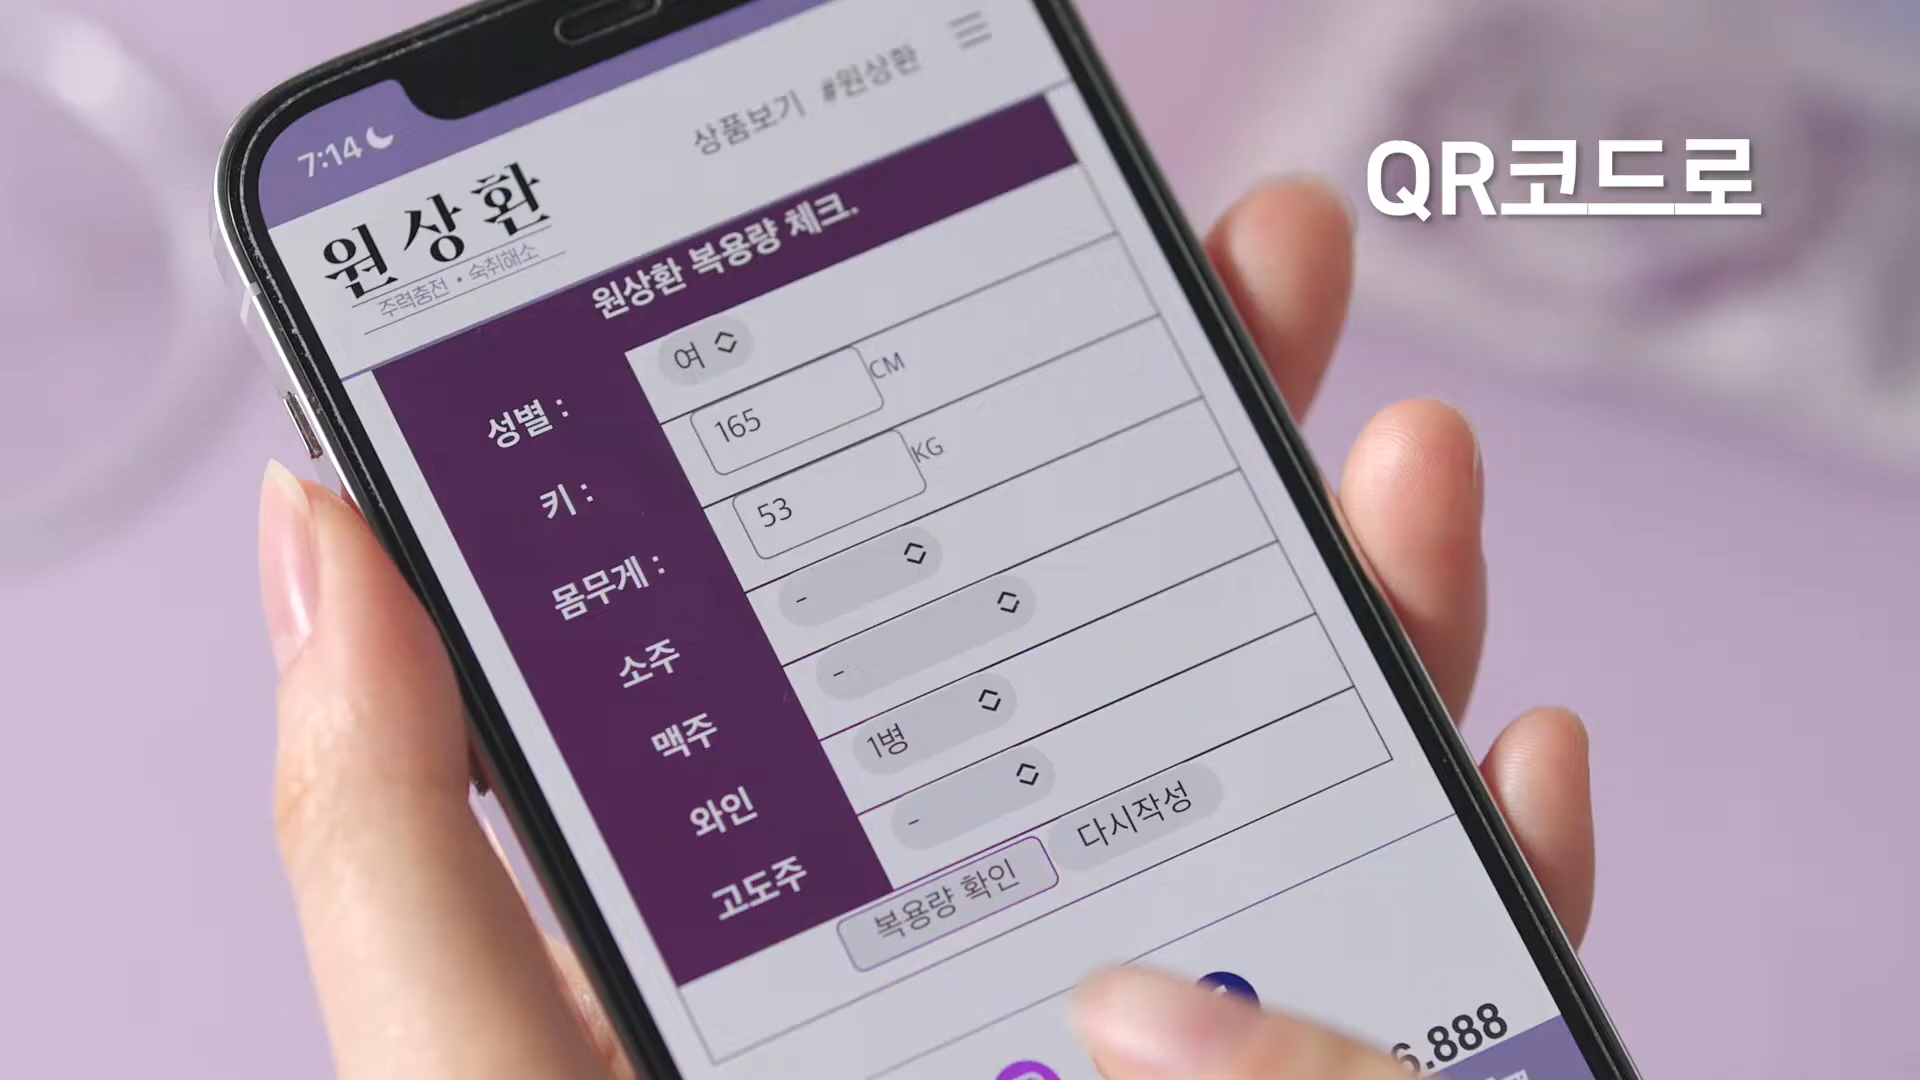 7:14
상품보기 #원상환
원상환
주력충전 • 숙취해소
QR코드로
원상환 복용량 체크.
성별 : 여
키 : 165 CM
몸무게 : 53 KG
소주 -
맥주 -
와인 1병
고도주 -
복용량 확인 다시작성
6.888